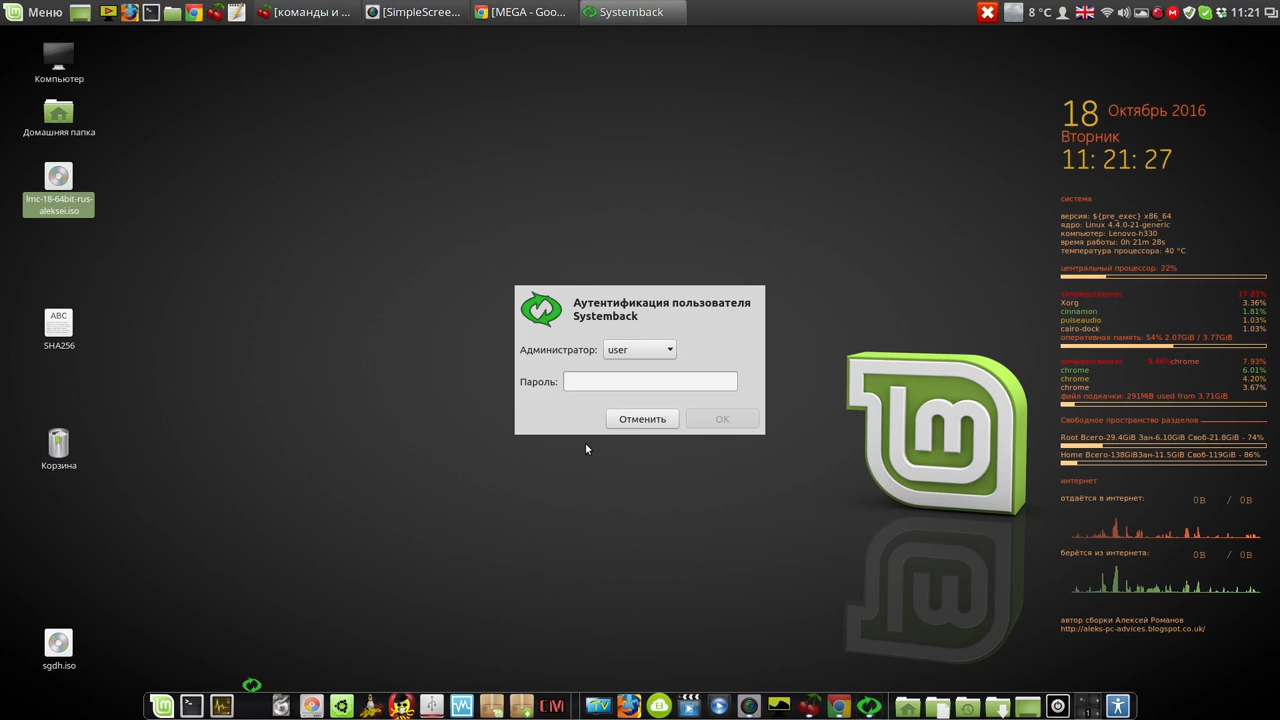 Меню
[команды и ...
[SimpleScree...
[MEGA - Goo...
Systemback
8 °C
11:21
Компьютер
Домашняя папка
lmc-18-64bit-rus-
aleksei.iso
ABC
SHA256
Корзина
sgdh.iso
Аутентификация пользователя
Systemback
Администратор: user
Пароль:
Отменить
OK
18 Октябрь 2016
Вторник
11: 21: 27
система
версия: ${pre_exec} x86_64
ядро: Linux 4.4.0-21-generic
компьютер: Lenovo-h330
время работы: 0h 21m 28s
температура процессора: 40 °C
центральный процессор: 22%
simplescreenrec 17.83%
Xorg 3.36%
cinnamon 1.81%
pulseaudio 1.03%
cairo-dock 1.03%
оперативная память: 54% 2.07GiB / 3.77GiB
chrome 7.93%
chrome 6.01%
chrome 4.20%
chrome 3.67%
файл подкачки: 291MiB used from 3.71GiB
Свободное пространство разделов
Root Всего-29.4GiB Зан-6.10GiB Своб-21.8GiB - 74%
Home Всего-138GiBЗан-11.5GiB Своб-119GiB - 86%
интернет
отдаётся в интернет: 0B / 0B
берётся из интернета: 0B / 0B
автор сборки Алексей Романов
http://aleks-pc-advices.blogspot.co.uk/